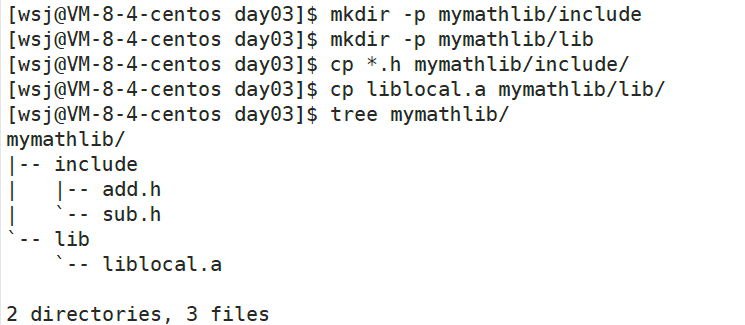 [wsj@VM-8-4-centos day03]$ mkdir -p mymathlib/include
[wsj@VM-8-4-centos day03]$ mkdir -p mymathlib/lib
[wsj@VM-8-4-centos day03]$ cp *.h mymathlib/include/
[wsj@VM-8-4-centos day03]$ cp liblocal.a mymathlib/lib/
[wsj@VM-8-4-centos day03]$ tree mymathlib/
mymathlib/
|-- include
|   |-- add.h
|   `-- sub.h
`-- lib
    `-- liblocal.a

2 directories, 3 files